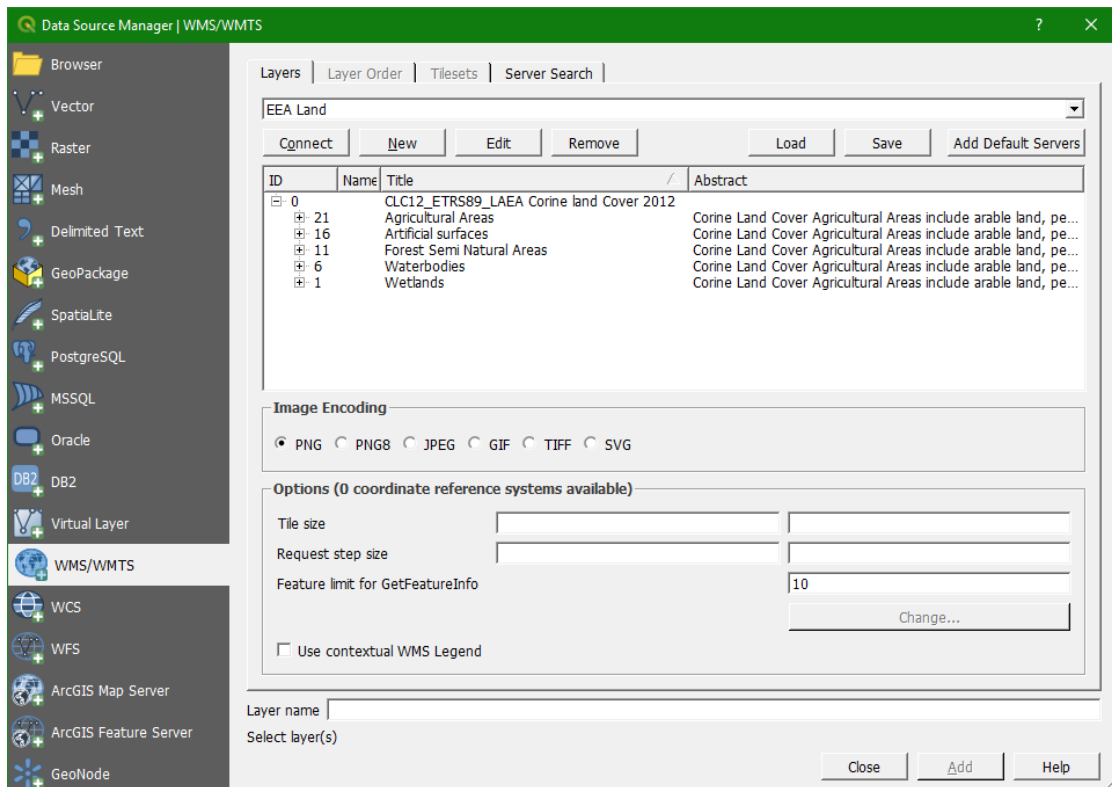 Data Source Manager | WMS/WMTS
?
Browser
Vector
Raster
Mesh
Delimited Text
GeoPackage
SpatiaLite
PostgreSQL
MSSQL
Oracle
DB2
DB2
Virtual Layer
WMS/WMTS
WCS
WFS
ArcGIS Map Server
ArcGIS Feature Server
GeoNode
Layers Layer Order Tilesets Server Search
EEA Land
Connect New Edit Remove Load Save Add Default Servers
ID Name Title Abstract
0 CLC12_ETRS89_LAEA Corine land Cover 2012
21 Agricultural Areas Corine Land Cover Agricultural Areas include arable land, pe...
16 Artificial surfaces Corine Land Cover Agricultural Areas include arable land, pe...
11 Forest Semi Natural Areas Corine Land Cover Agricultural Areas include arable land, pe...
6 Waterbodies Corine Land Cover Agricultural Areas include arable land, pe...
1 Wetlands Corine Land Cover Agricultural Areas include arable land, pe...
Image Encoding
PNG PNG8 JPEG GIF TIFF SVG
Options (0 coordinate reference systems available)
Tile size
Request step size
Feature limit for GetFeatureInfo 10
Change...
Use contextual WMS Legend
Layer name
Select layer(s)
Close Add Help